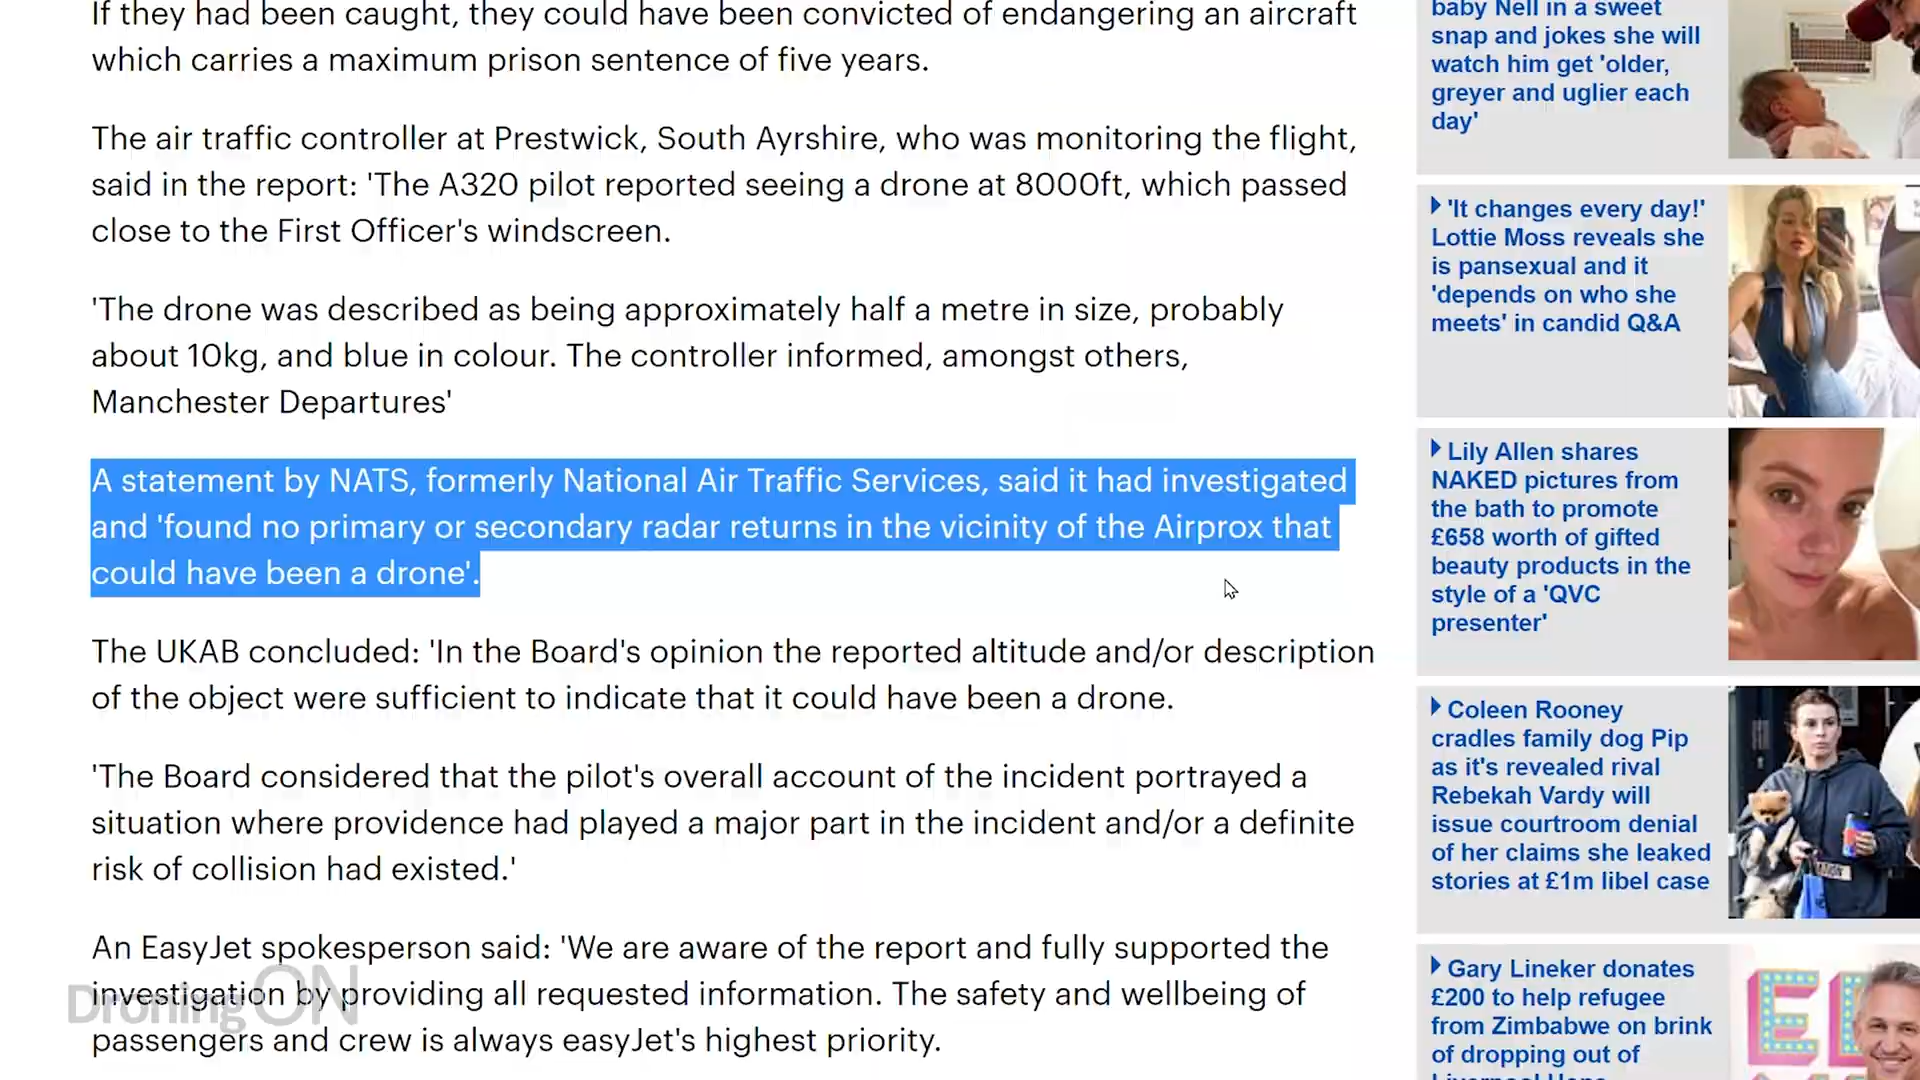 If they had been caught, they could have been convicted of endangering an aircraft
which carries a maximum prison sentence of five years.
The air traffic controller at Prestwick, South Ayrshire, who was monitoring the flight,
said in the report: 'The A320 pilot reported seeing a drone at 8000ft, which passed
close to the First Officer's windscreen.
'The drone was described as being approximately half a metre in size, probably
about 10kg, and blue in colour. The controller informed, amongst others,
Manchester Departures'
A statement by NATS, formerly National Air Traffic Services, said it had investigated
and 'found no primary or secondary radar returns in the vicinity of the Airprox that
could have been a drone'.
The UKAB concluded: 'In the Board's opinion the reported altitude and/or description
of the object were sufficient to indicate that it could have been a drone.
'The Board considered that the pilot's overall account of the incident portrayed a
situation where providence had played a major part in the incident and/or a definite
risk of collision had existed.'
An EasyJet spokesperson said: 'We are aware of the report and fully supported the
investigation by providing all requested information. The safety and wellbeing of
passengers and crew is always easyJet's highest priority.
DroningON
baby Nell in a sweet
snap and jokes she will
watch him get 'older,
greyer and uglier each
day'
'It changes every day!'
Lottie Moss reveals she
is pansexual and it
'depends on who she
meets' in candid Q&A
Lily Allen shares
NAKED pictures from
the bath to promote
£658 worth of gifted
beauty products in the
style of a 'QVC
presenter'
Coleen Rooney
cradles family dog Pip
as it's revealed rival
Rebekah Vardy will
issue courtroom denial
of her claims she leaked
stories at £1m libel case
Gary Lineker donates
£200 to help refugee
from Zimbabwe on brink
of dropping out of